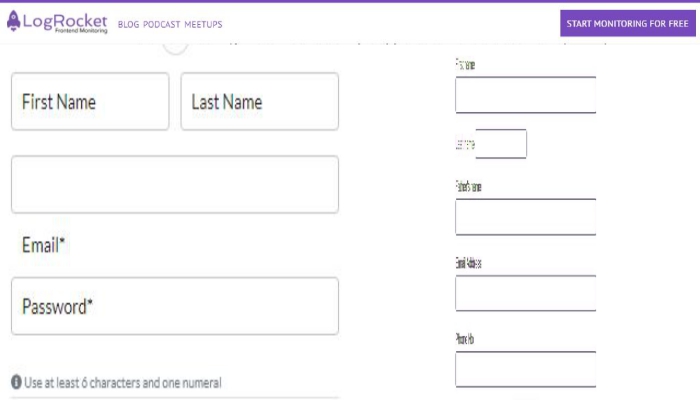 LogRocket
Frontend Monitoring
BLOG PODCAST MEETUPS
START MONITORING FOR FREE
First Name
Last Name
Email*
Password*
Use at least 6 characters and one numeral
First name
Last name
Father's name
Email Address
Phone No